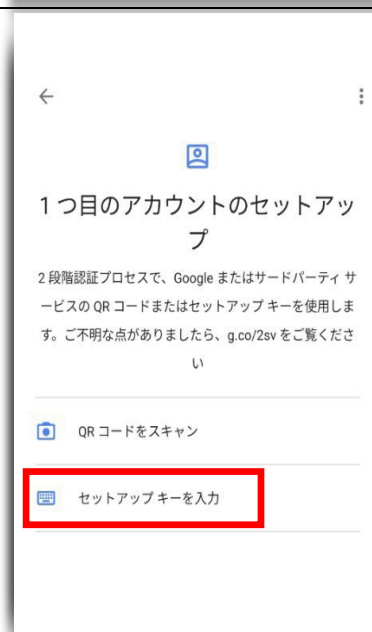 1 つ目のアカウントのセットアッ
プ
2 段階認証プロセスで、Google またはサードパーティ サ
ービスの QR コードまたはセットアップ キーを使用しま
す。ご不明な点がありましたら、g.co/2sv をご覧くださ
い
QR コードをスキャン
セットアップ キーを入力